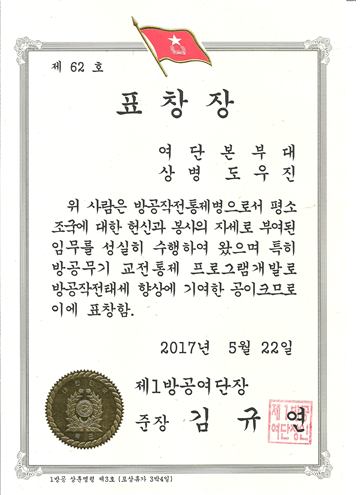 제 62 호
표 창 장
여 단 본 부 대
상 병 도 우 진
위 사람은 방공작전통제병으로서 평소
조국에 대한 헌신과 봉사의 자세로 부여된
임무를 성실히 수행하여 왔으며 특히
방공무기 교전통제 프로그램개발로
방공작전태세 향상에 기여한 공이크므로
이에 표창함.
2017년 5월 22일
제1방공여단장
준장 김 규 연
제1방공
여단장인
1방공 상훈명령 제3호 (포상휴가 3박4일)